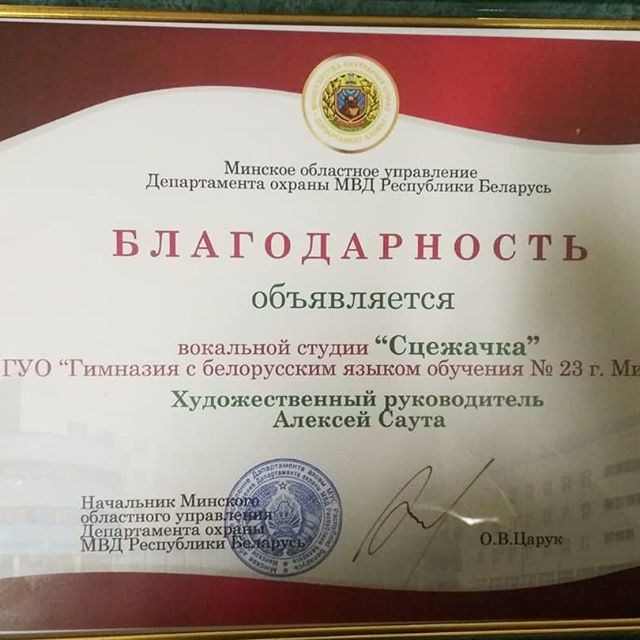 Минское областное управление
Департамента охраны МВД Республики Беларусь
БЛАГОДАРНОСТЬ
объявляется
вокальной студии “Сцежачка”
ГУО “Гимназия с белорусским языком обучения № 23 г. Ми
Художественный руководитель
Алексей Саута
Начальник Минского
областного управления
Департамента охраны
МВД Республики Беларусь
О.В.Царук